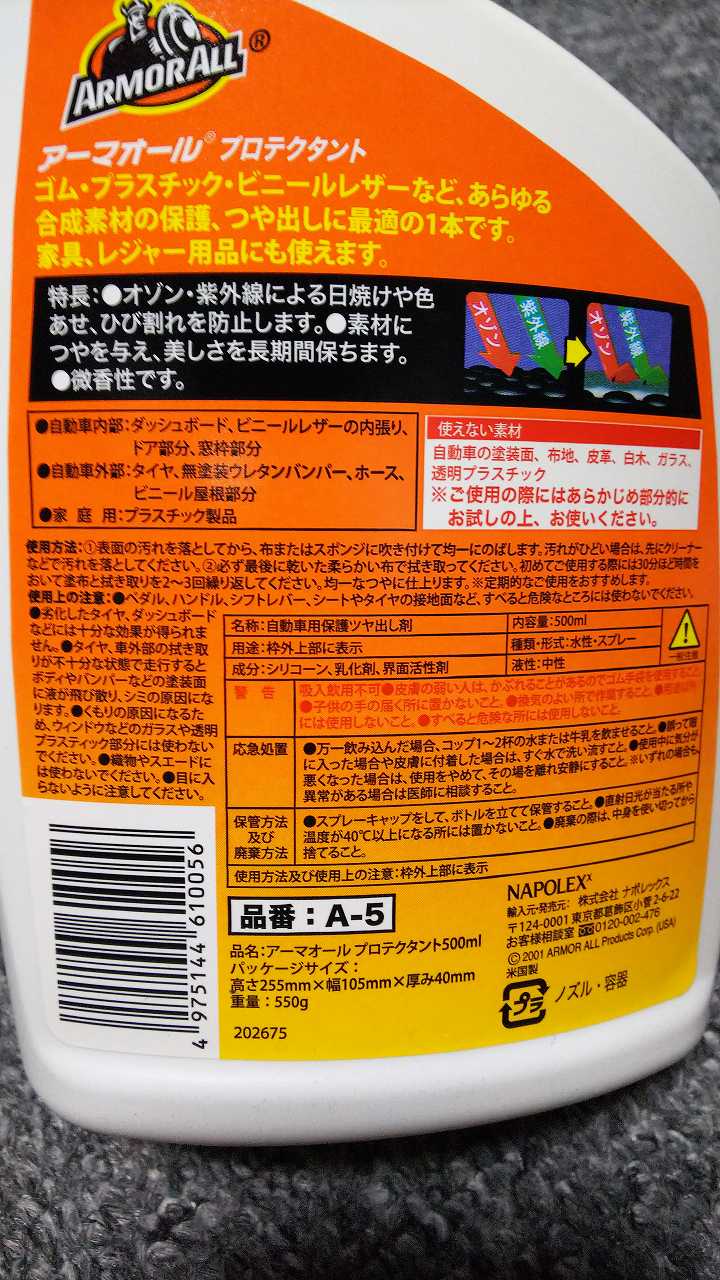 ARMORALL®
アーマオール® プロテクタント
ゴム・プラスチック・ビニールレザーなど、あらゆる
合成素材の保護、つや出しに最適の1本です。
家具、レジャー用品にも使えます。
特長:●オゾン・紫外線による日焼けや色
あせ、ひび割れを防止します。●素材に
つやを与え、美しさを長期間保ちます。
●微香性です。
オゾン
紫外線
オゾン
紫外線
●自動車内部:ダッシュボード、ビニールレザーの内張り、
ドア部分、窓枠部分
●自動車外部:タイヤ、無塗装ウレタンバンパー、ホース、
ビニール屋根部分
●家 庭 用:プラスチック製品
使えない素材
自動車の塗装面、布地、皮革、白木、ガラス、
透明プラスチック
※ご使用の際にはあらかじめ部分的に
お試しの上、お使いください。
使用方法:①表面の汚れを落としてから、布またはスポンジに吹き付けて均一にのばします。汚れがひどい場合は、先にクリーナー
などで汚れを落としてください。②必ず最後に乾いた柔らかい布で拭き取ってください。初めてご使用する際には30分ほど時間を
おいて塗布と拭き取りを2〜3回繰り返してください。均一なつやに仕上ります。※定期的なご使用をおすすめします。
使用上の注意:●ペダル、ハンドル、シフトレバー、シートやタイヤの接地面など、すべると危険なところには使わないでください。
●劣化したタイヤ、ダッシュボード
などには十分な効果が得られま
せん。●タイヤ、車外部の拭き取
りが不十分な状態で走行すると
ボディやバンパーなどの塗装面
に液が飛び散り、シミの原因にな
ります。●くもりの原因になるた
め、ウィンドウなどのガラスや透明
プラスティック部分には使わない
でください。●織物やスエードに
は使わないでください。●目に入
らないように注意してください。
名称:自動車用保護ツヤ出し剤
内容量:500ml
用途:枠外上部に表示
種類・形式:水性・スプレー
成分:シリコーン、乳化剤、界面活性剤
液性:中性
一般注意
警 告
吸入飲用不可●皮膚の弱い人は、かぶれることがあるのでゴム手袋を使用すること
●子供の手の届く所に置かないこと。●換気のよい所で作業すること。●用途以外
には使用しないこと。●すべると危険な所には使用しないこと。
応急処置
●万一飲み込んだ場合、コップ1〜2杯の水または牛乳を飲ませること。●誤って眼
に入った場合や皮膚に付着した場合は、すぐ水で洗い流すこと。●使用中に気分が
悪くなった場合は、使用をやめて、その場を離れ安静にすること。※いずれの場合も、
異常がある場合は医師に相談すること。
保管方法
及び
廃棄方法
●スプレーキャップをして、ボトルを立てて保管すること。●直射日光が当たる所や
温度が40℃以上になる所には置かないこと。●廃棄の際は、中身を使い切ってから
捨てること。
使用方法及び使用上の注意:枠外上部に表示
4 975144 610056
品番:A-5
品名:アーマオール プロテクタント500ml
パッケージサイズ:
高さ255mm×幅105mm×厚み40mm
重量:550g
202675
NAPOLEX
輸入元・発売元: 株式会社 ナポレックス
〒124-0001 東京都葛飾区小菅2-6-22
お客様相談室 0120-002-476
©2001 ARMOR ALL Products Corp. (USA)
米国製
プラ
ノズル・容器